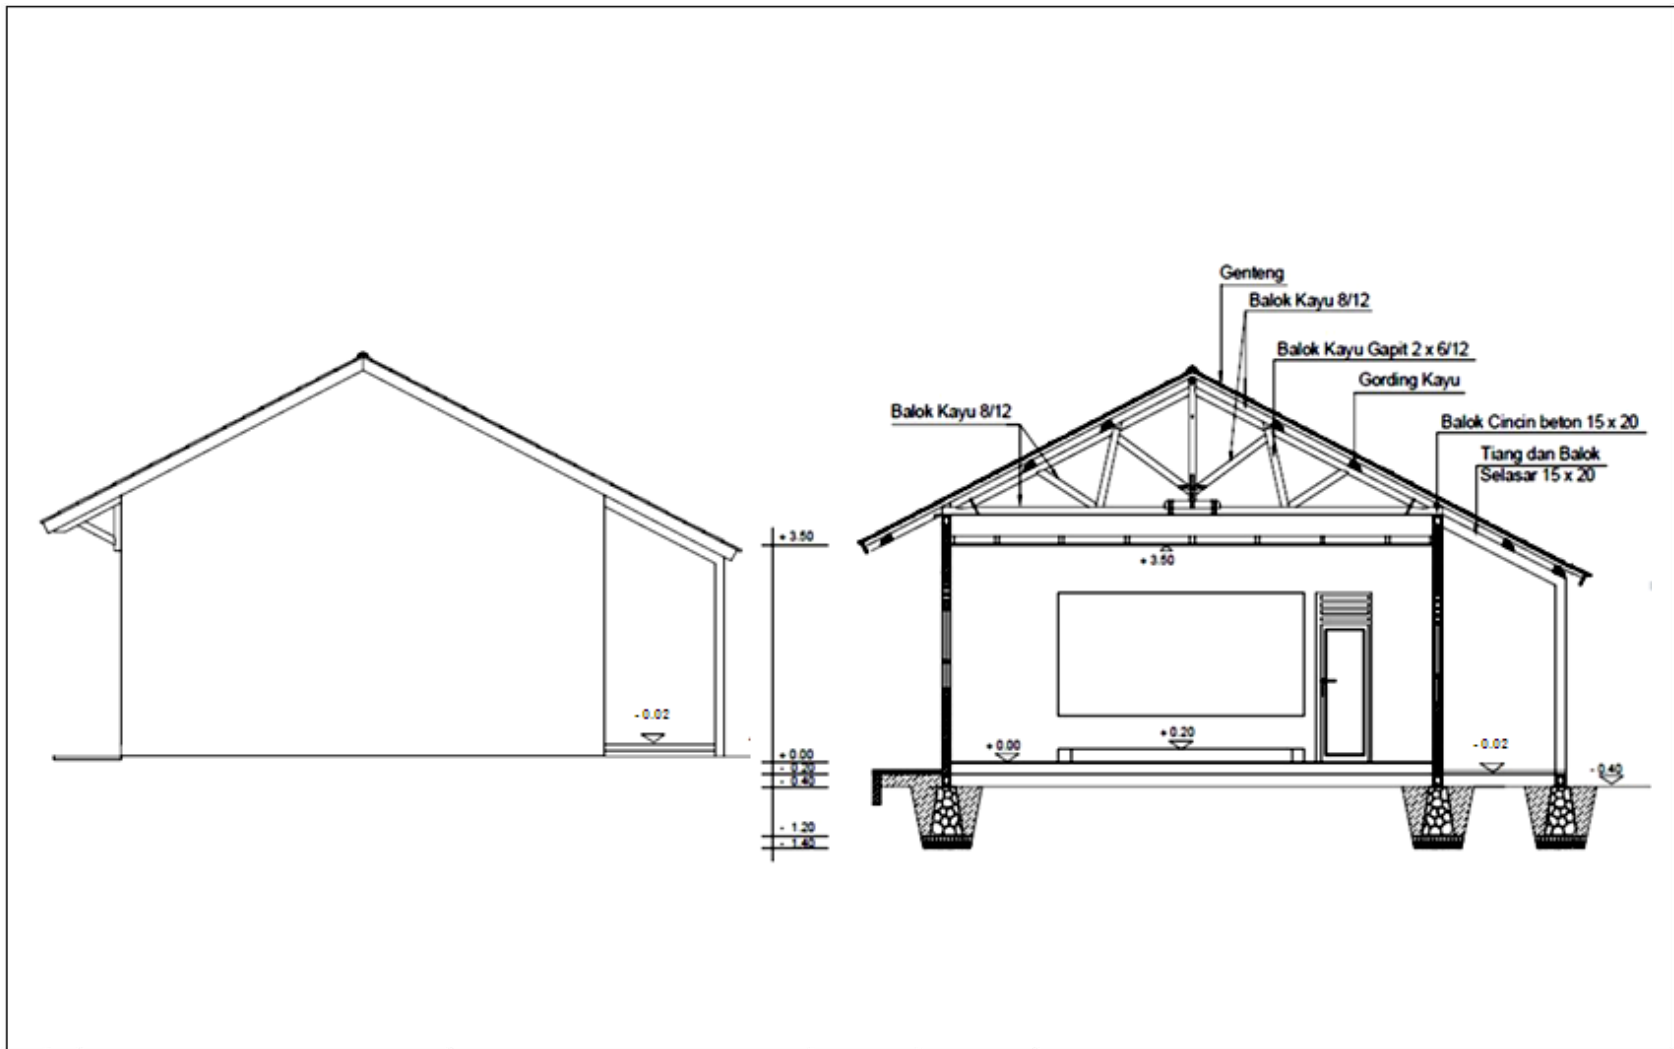 Genteng
Balok Kayu 8/12
Balok Kayu Gapit 2 x 6/12
Gording Kayu
Balok Kayu 8/12
Balok Cincin beton 15 x 20
Tiang dan Balok
Selasar 15 x 20
+ 3.50
+ 3.50
- 0.02
+ 0.20
+ 0.00
- 0.02
+ 0.00
- 0.20
- 0.40
- 0.40
- 1.20
- 1.40